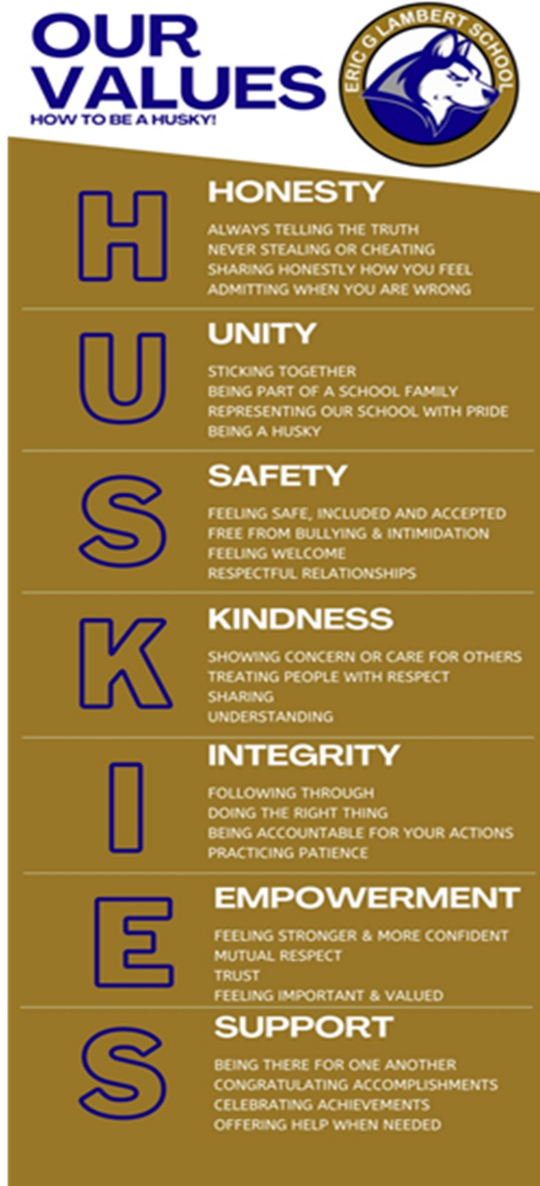 OUR
VALUES
HOW TO BE A HUSKY!
ERIC G LAMBERT SCHOOL
H
HONESTY
ALWAYS TELLING THE TRUTH
NEVER STEALING OR CHEATING
SHARING HONESTLY HOW YOU FEEL
ADMITTING WHEN YOU ARE WRONG
U
UNITY
STICKING TOGETHER
BEING PART OF A SCHOOL FAMILY
REPRESENTING OUR SCHOOL WITH PRIDE
BEING A HUSKY
S
SAFETY
FEELING SAFE, INCLUDED AND ACCEPTED
FREE FROM BULLYING & INTIMIDATION
FEELING WELCOME
RESPECTFUL RELATIONSHIPS
K
KINDNESS
SHOWING CONCERN OR CARE FOR OTHERS
TREATING PEOPLE WITH RESPECT
SHARING
UNDERSTANDING
I
INTEGRITY
FOLLOWING THROUGH
DOING THE RIGHT THING
BEING ACCOUNTABLE FOR YOUR ACTIONS
PRACTICING PATIENCE
E
EMPOWERMENT
FEELING STRONGER & MORE CONFIDENT
MUTUAL RESPECT
TRUST
FEELING IMPORTANT & VALUED
S
SUPPORT
BEING THERE FOR ONE ANOTHER
CONGRATULATING ACCOMPLISHMENTS
CELEBRATING ACHIEVEMENTS
OFFERING HELP WHEN NEEDED